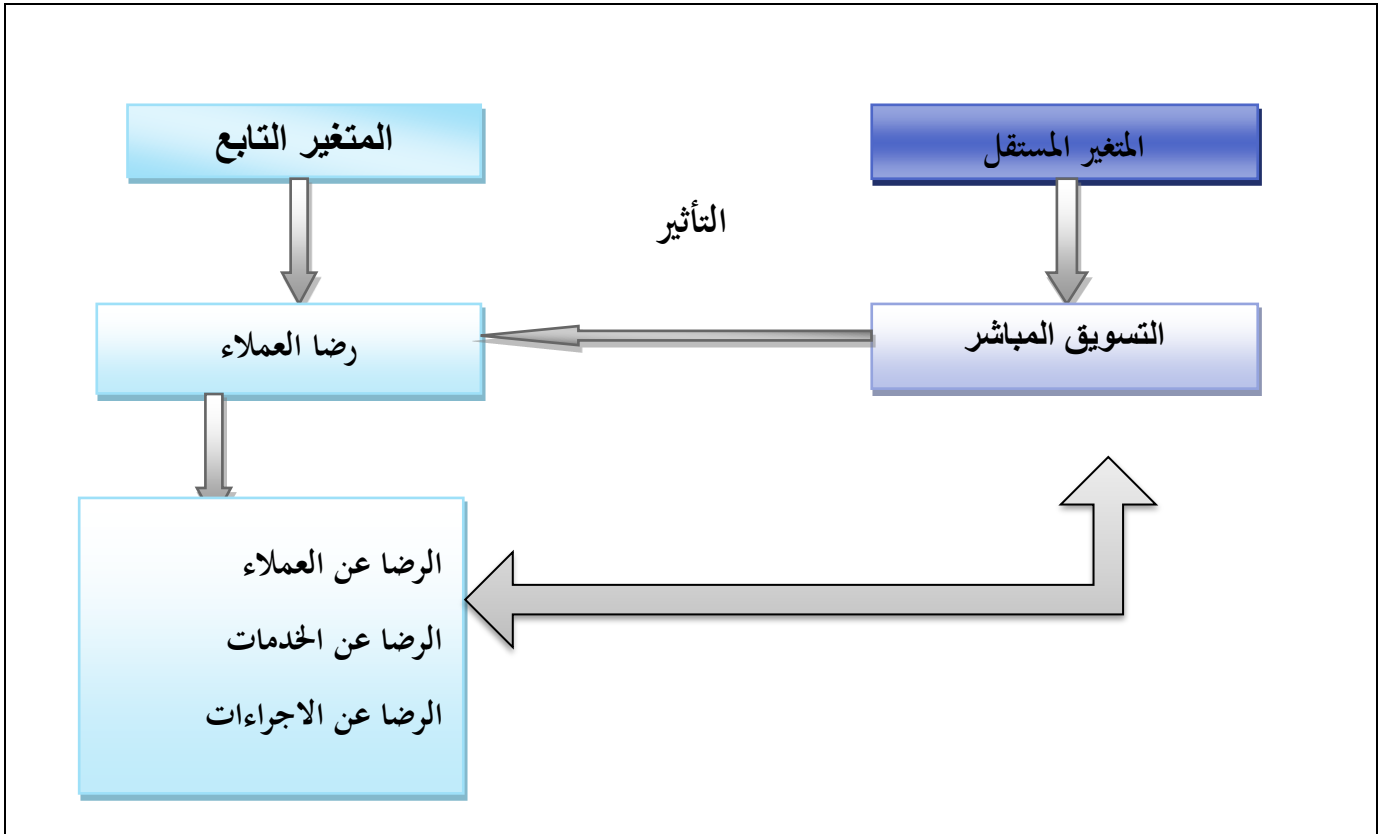 المتغير المستقل
المتغير التابع
التأثير
التسويق المباشر
رضا العملاء
الرضا عن العملاء
الرضا عن الخدمات
الرضا عن الاجراءات